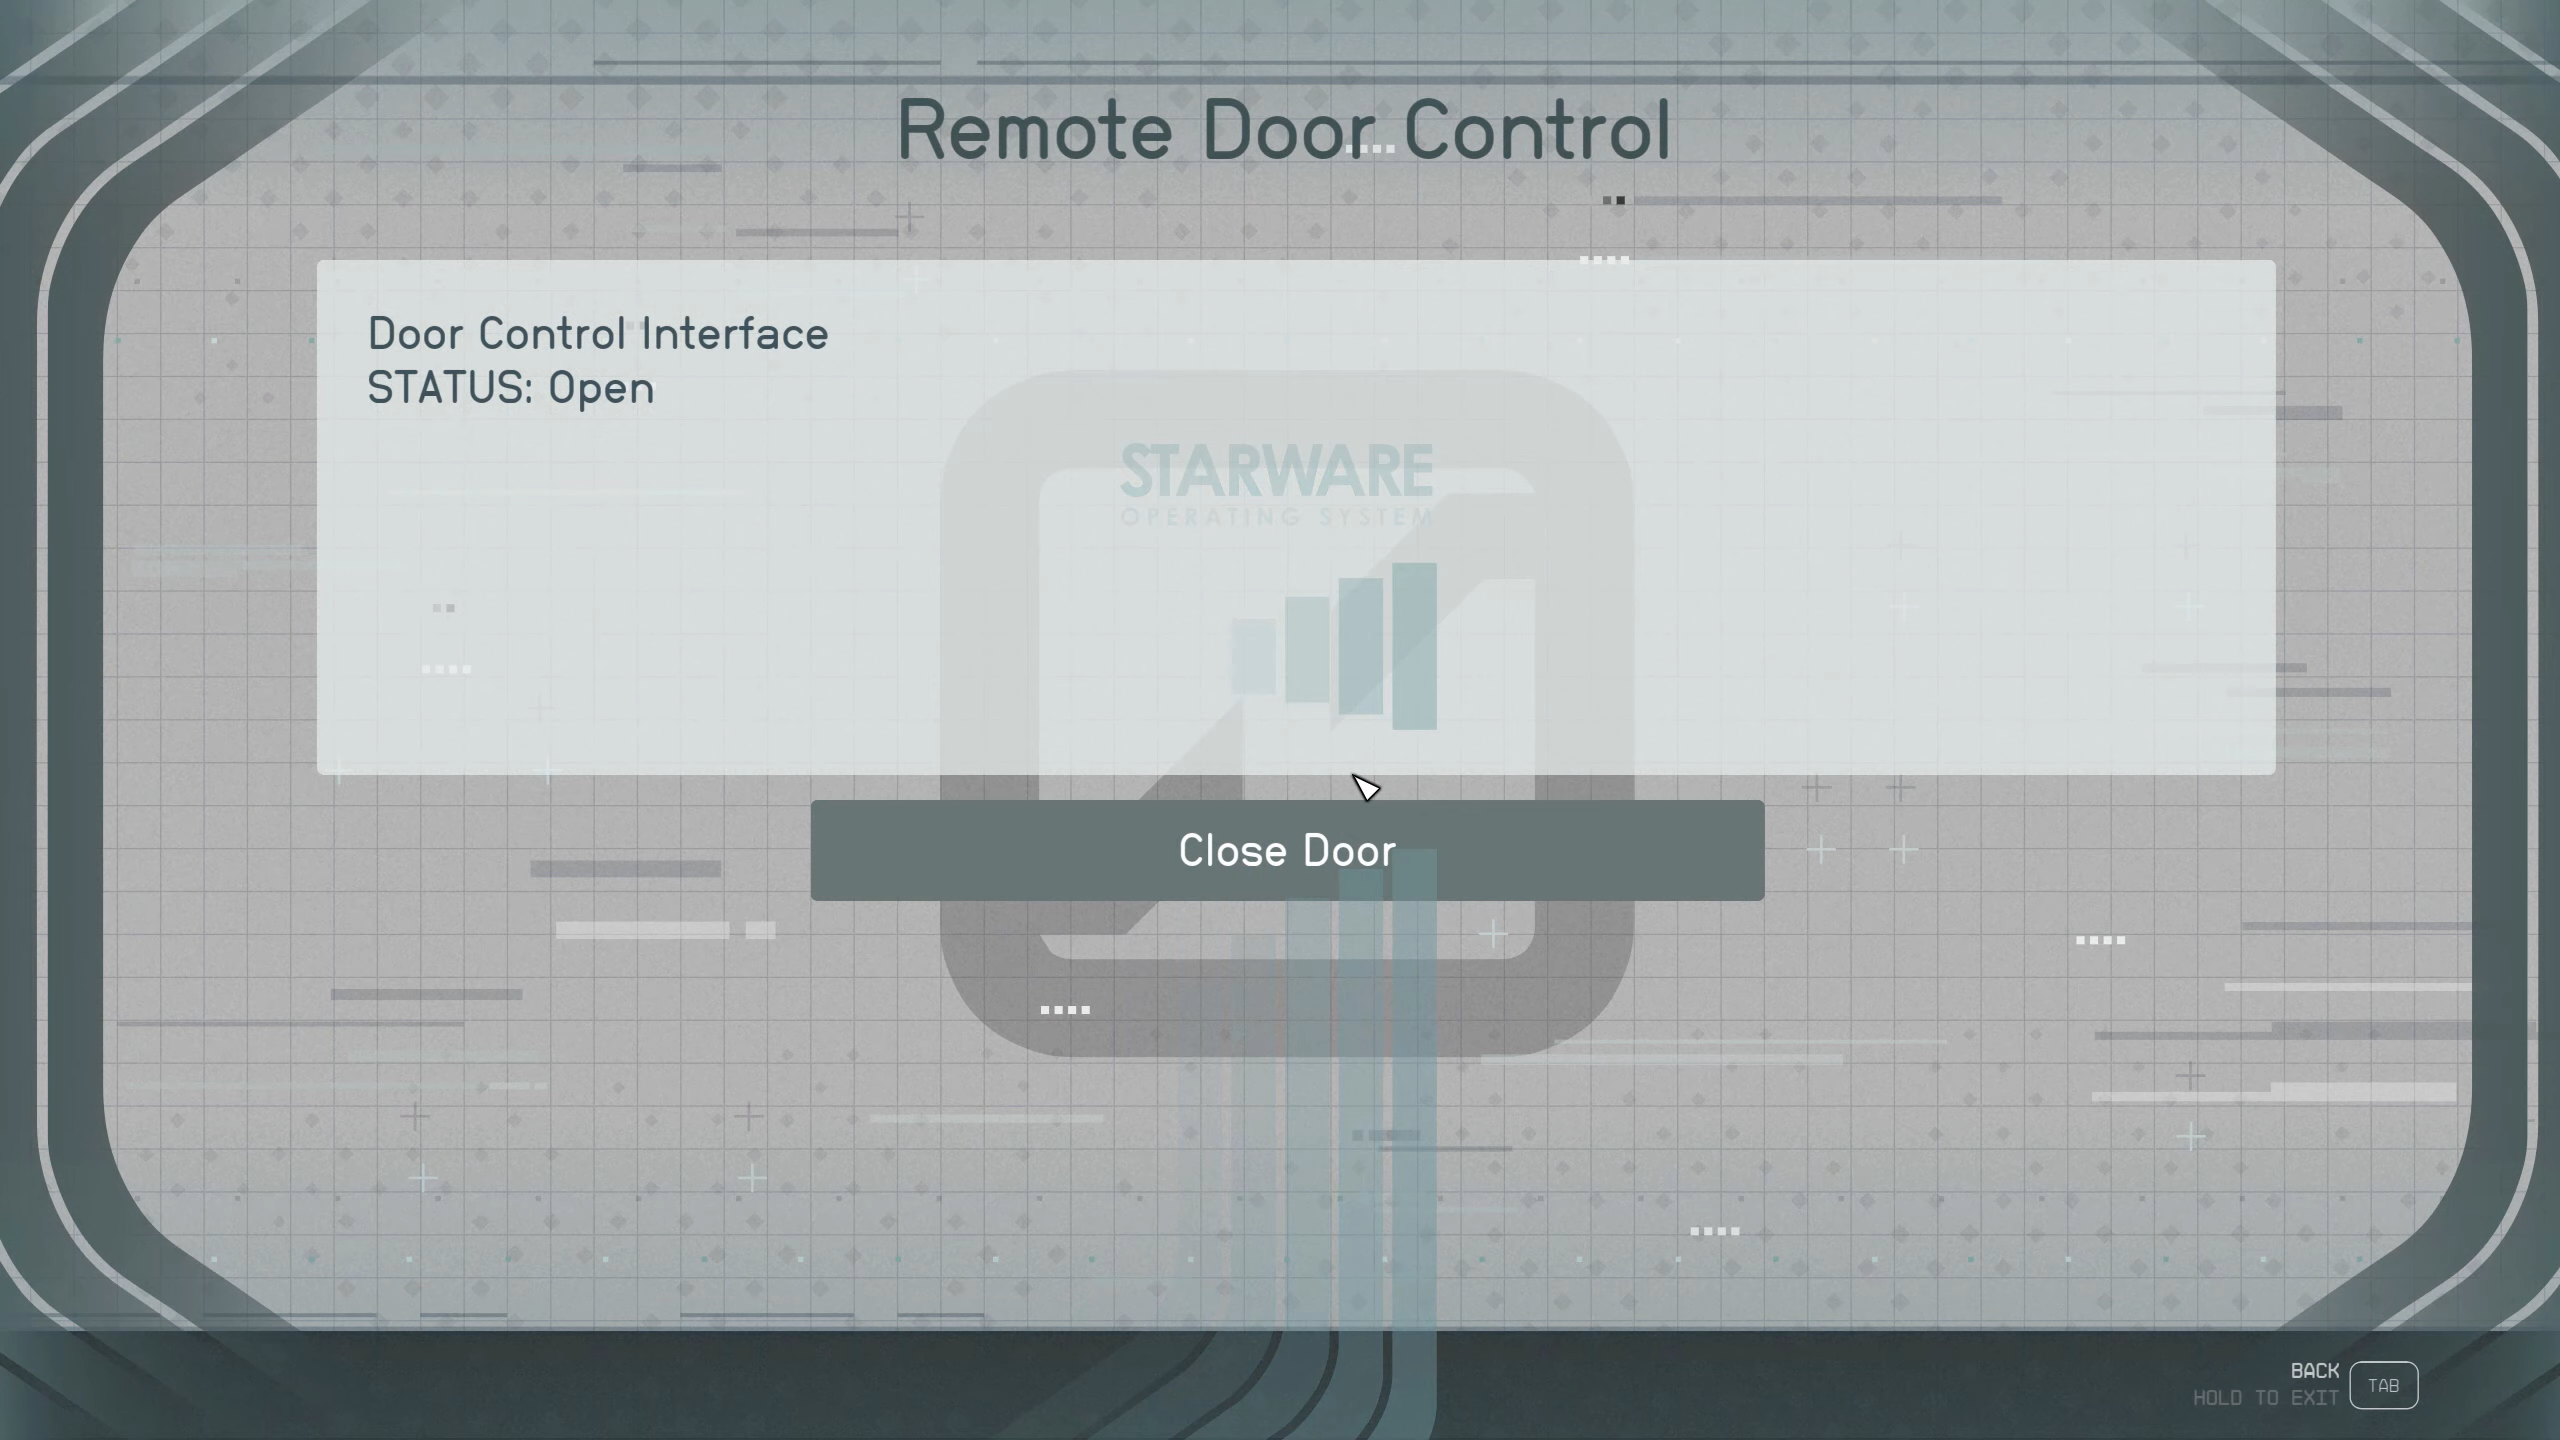 Remote Door Control
Door Control Interface
STATUS: Open
STARWARE
OPERATING SYSTEM
Close Door
BACK
HOLD TO EXIT
TAB